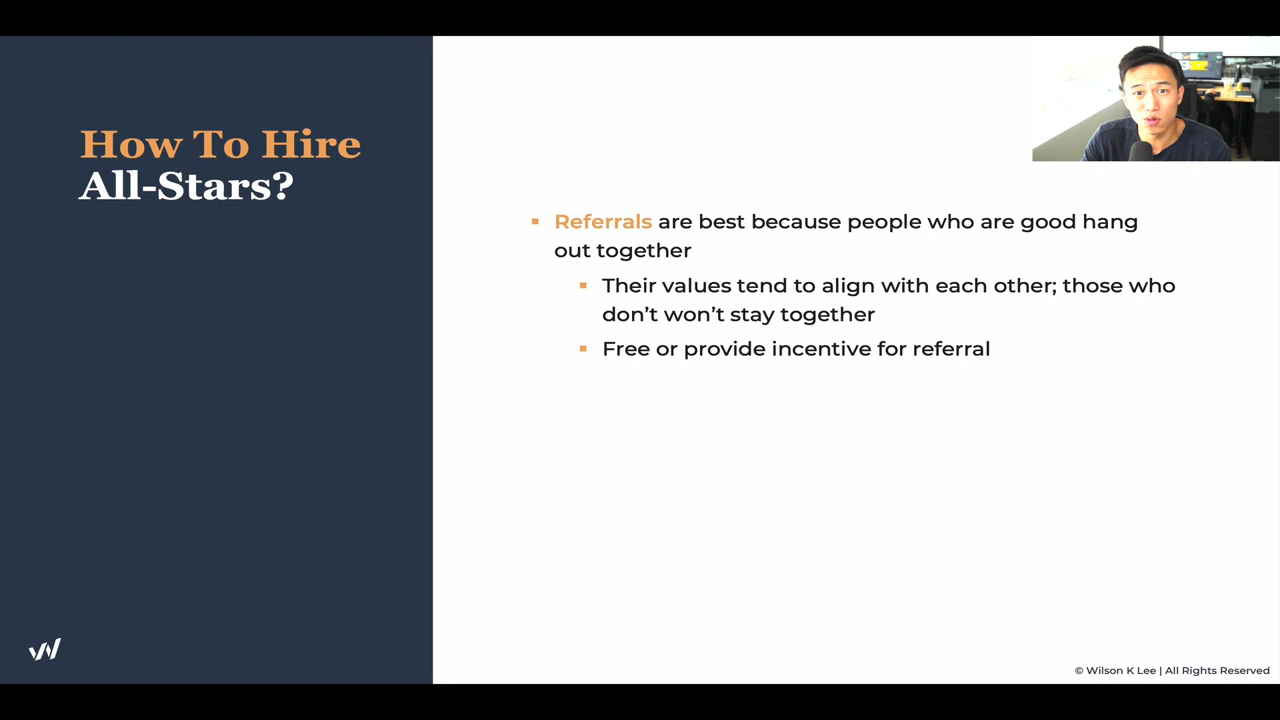 How To Hire
All-Stars?
▪ Referrals are best because people who are good hang
out together
▪ Their values tend to align with each other; those who
don’t won’t stay together
▪ Free or provide incentive for referral
© Wilson K Lee | All Rights Reserved